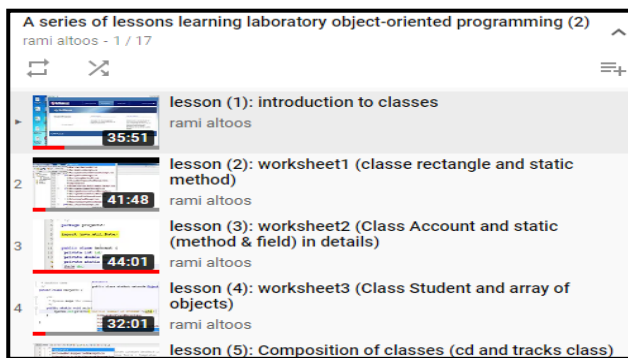 A series of lessons learning laboratory object-oriented programming (2)
rami altoos - 1 / 17
lesson (1): introduction to classes
rami altoos
35:51
2
lesson (2): worksheet1 (classe rectangle and static
method)
rami altoos
41:48
3
lesson (3): worksheet2 (Class Account and static
(method & field) in details)
rami altoos
44:01
4
lesson (4): worksheet3 (Class Student and array of
objects)
rami altoos
32:01
lesson (5): Composition of classes (cd and tracks class)